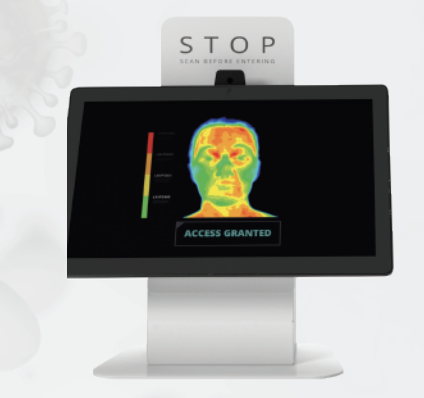 STOP
SCAN BEFORE ENTERING
ACCESS GRANTED